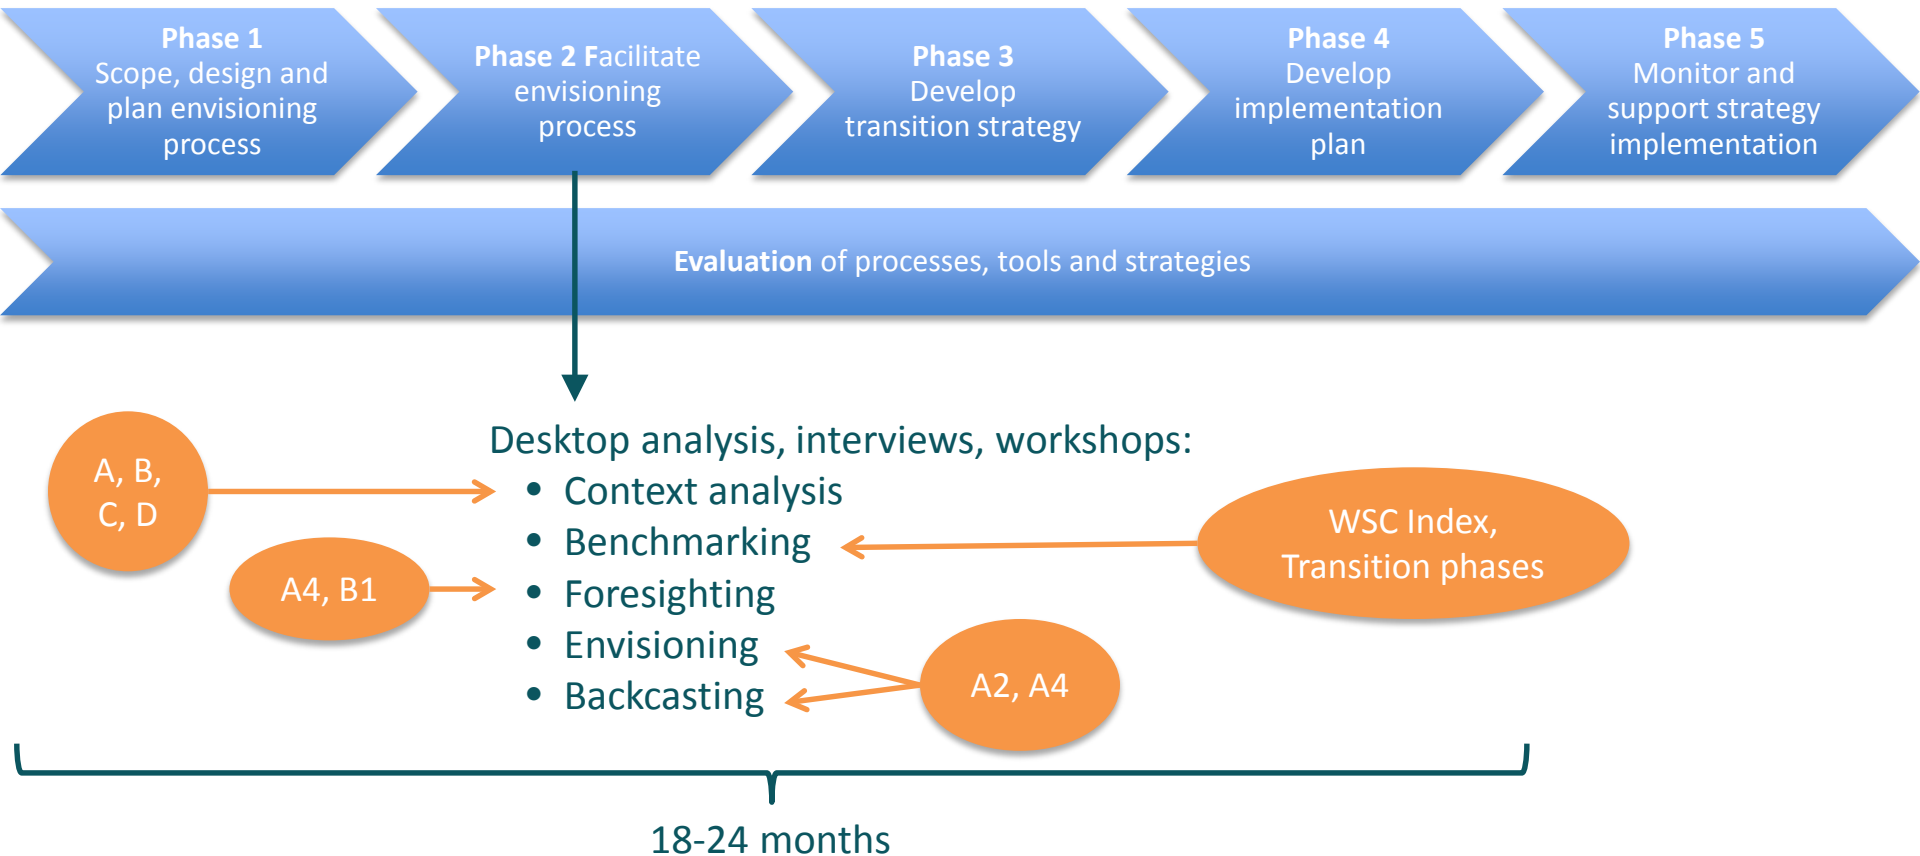 Phase 1
Scope, design and
plan envisioning
process
Phase 2 Facilitate
envisioning
process
Phase 3
Develop
transition strategy
Phase 4
Develop
implementation
plan
Phase 5
Monitor and
support strategy
implementation
Evaluation of processes, tools and strategies
Desktop analysis, interviews, workshops:
• Context analysis
• Benchmarking
• Foresighting
• Envisioning
• Backcasting
A, B,
C, D
A4, B1
WSC Index,
Transition phases
A2, A4
18-24 months